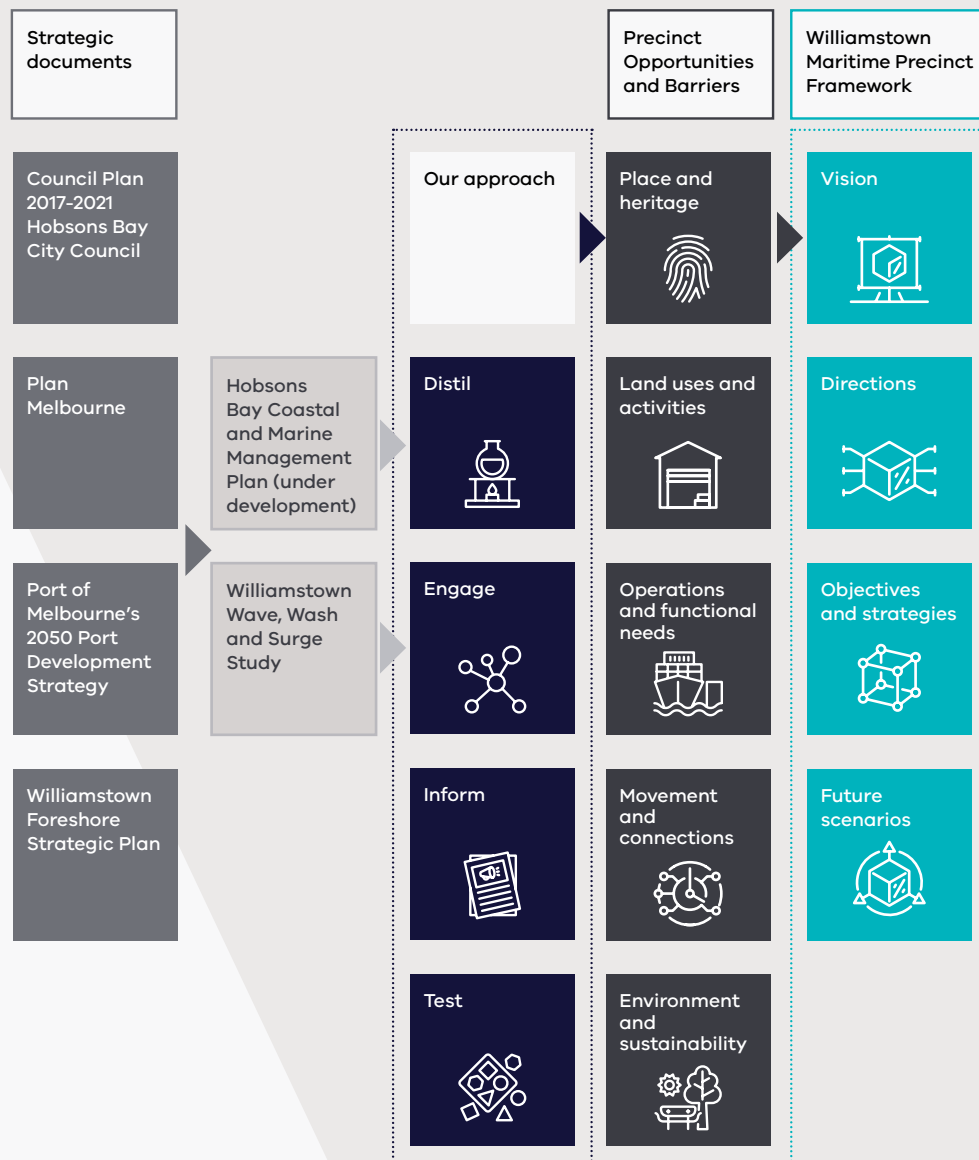 Strategic
documents
Council Plan
2017-2021
Hobsons Bay
City Council
Plan
Melbourne
Port of
Melbourne’s
2050 Port
Development
Strategy
Williamstown
Foreshore
Strategic Plan
Hobsons
Bay Coastal
and Marine
Management
Plan (under
development)
Williamstown
Wave, Wash
and Surge
Study
Our approach
Distil
Engage
Inform
Test
Precinct
Opportunities
and Barriers
Place and
heritage
Land uses and
activities
Operations
and functional
needs
Movement
and
connections
Environment
and
sustainability
Williamstown
Maritime Precinct
Framework
Vision
Directions
Objectives
and strategies
Future
scenarios